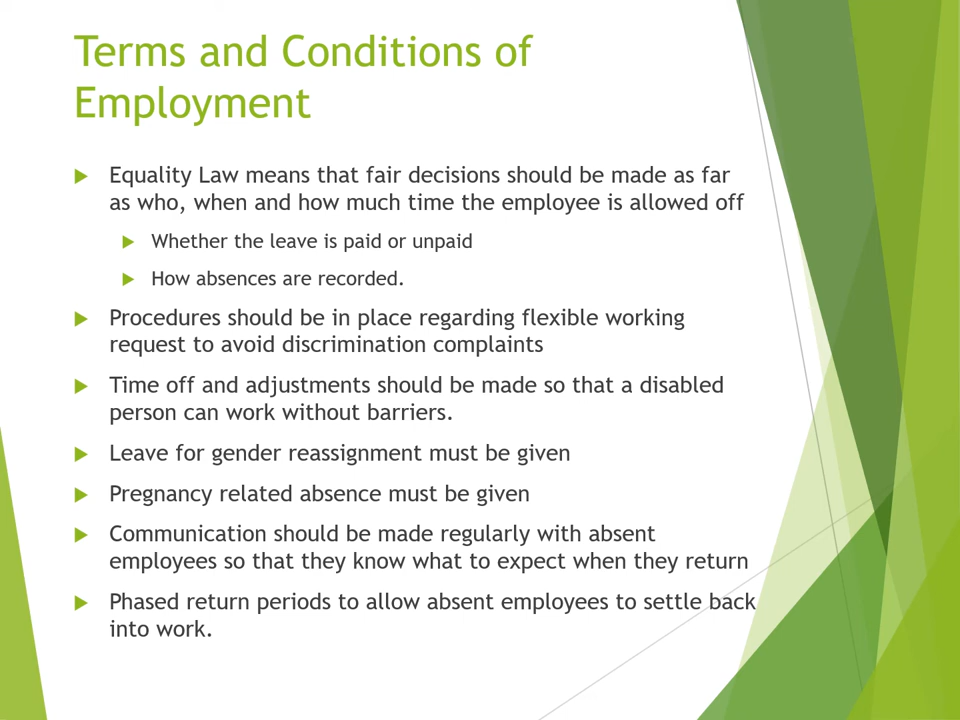 Terms and Conditions of
Employment
Equality Law means that fair decisions should be made as far
as who, when and how much time the employee is allowed off
Whether the leave is paid or unpaid
How absences are recorded.
Procedures should be in place regarding flexible working
request to avoid discrimination complaints
Time off and adjustments should be made so that a disabled
person can work without barriers.
Leave for gender reassignment must be given
Pregnancy related absence must be given
Communication should be made regularly with absent
employees so that they know what to expect when they return
Phased return periods to allow absent employees to settle back
into work.